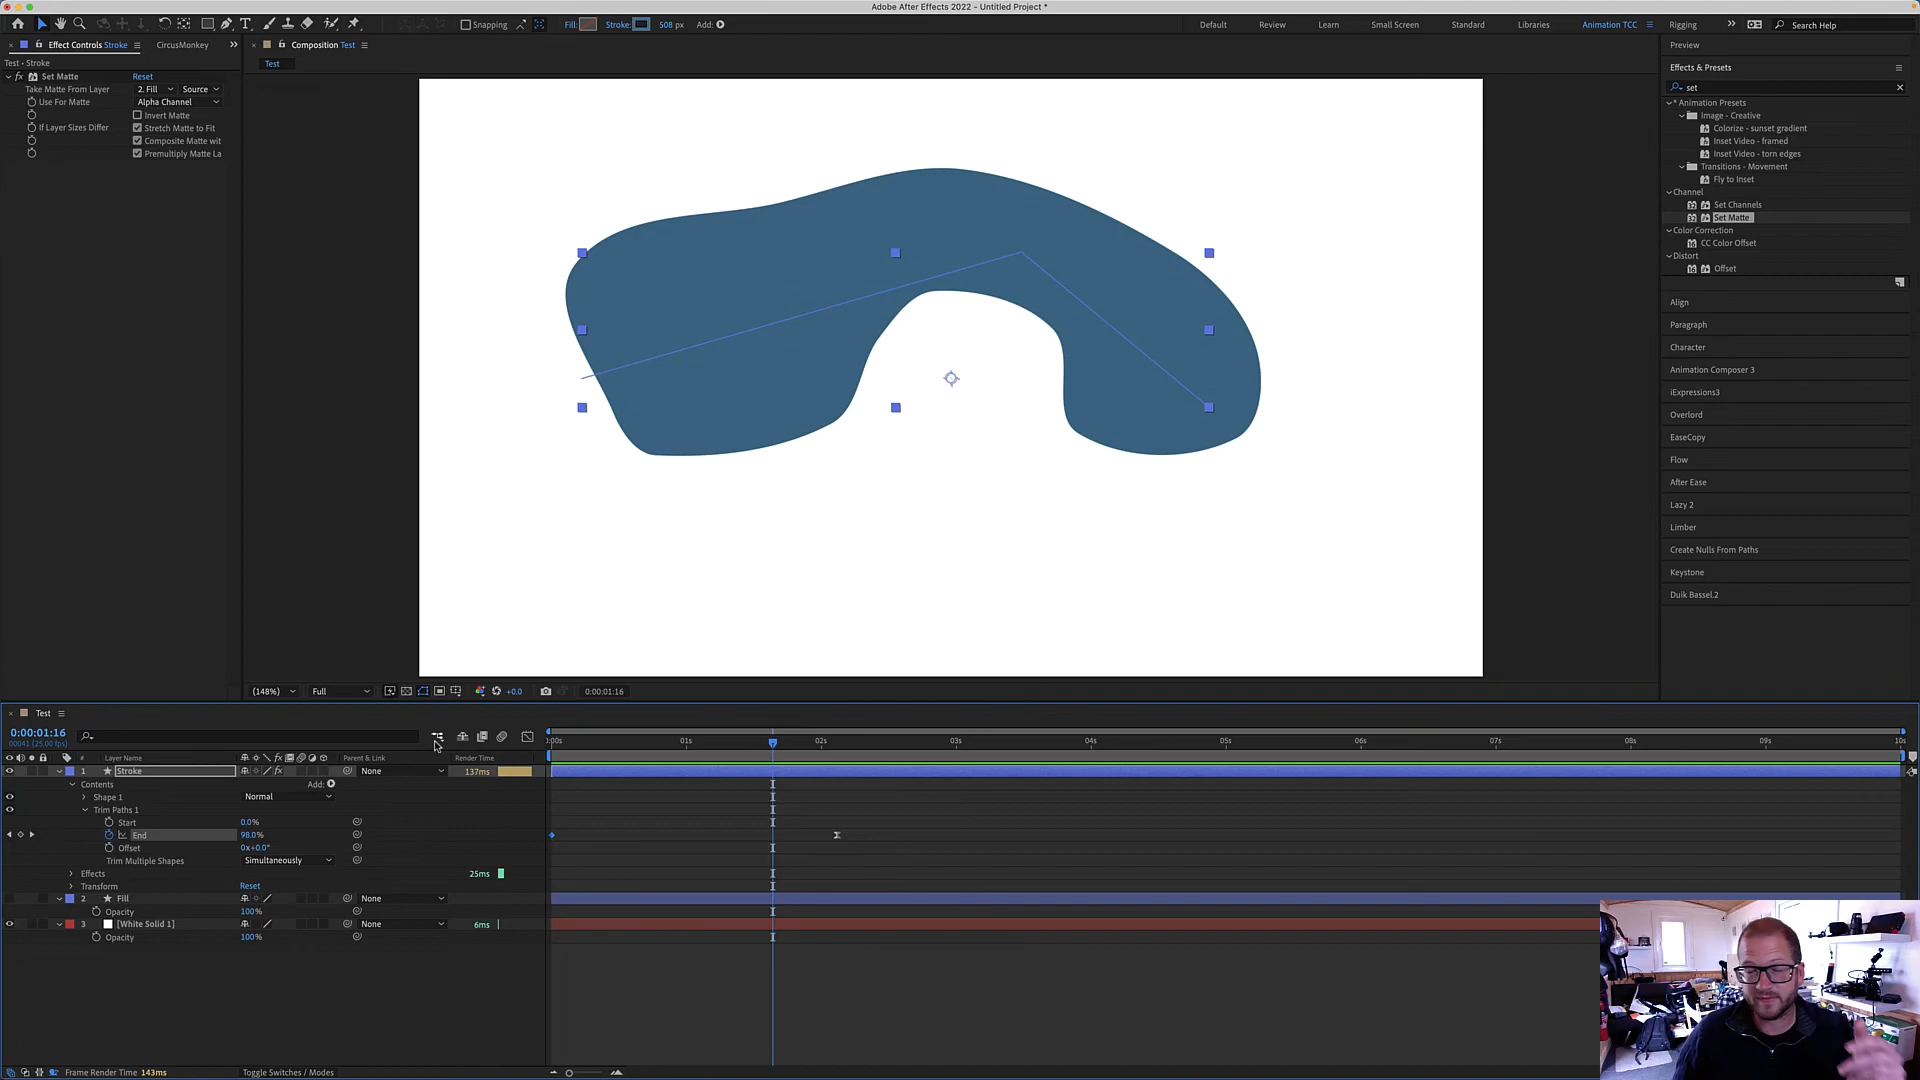 Adobe After Effects 2022 - Untitled Project *
Snapping
Fill:
Stroke:
508 px
Add:
Default
Review
Learn
Small Screen
Standard
Libraries
Animation TCC
Rigging
Search Help
Effect Controls Stroke
CircusMonkey
Test • Stroke
fx Set Matte
Reset
Take Matte From Layer
2. Fill
Source
Use For Matte
Alpha Channel
Invert Matte
If Layer Sizes Differ
Stretch Matte to Fit
Composite Matte wit
Premultiply Matte La
Composition Test
Test
(148%)
Full
+0.0
0:00:01:16
Preview
Effects & Presets
set
* Animation Presets
Image - Creative
Colorize - sunset gradient
Inset Video - framed
Inset Video - torn edges
Transitions - Movement
Fly to Inset
Channel
Set Channels
Set Matte
Color Correction
CC Color Offset
Distort
Offset
Align
Paragraph
Character
Animation Composer 3
iExpressions3
Overlord
EaseCopy
Flow
After Ease
Lazy 2
Limber
Create Nulls From Paths
Keystone
Duik Bassel.2
Test
0:00:01:16
00041 (25.00 fps)
:00s
01s
02s
03s
04s
05s
06s
07s
08s
09s
10s
#
Layer Name
Parent & Link
Render Time
1
Stroke
None
137ms
Contents
Add:
Shape 1
Normal
Trim Paths 1
Start
0.0%
End
98.0%
Offset
0x+0.0°
Trim Multiple Shapes
Simultaneously
Effects
25ms
Transform
Reset
2
Fill
None
Opacity
100%
3
[White Solid 1]
None
6ms
Opacity
100%
Frame Render Time 143ms
Toggle Switches / Modes